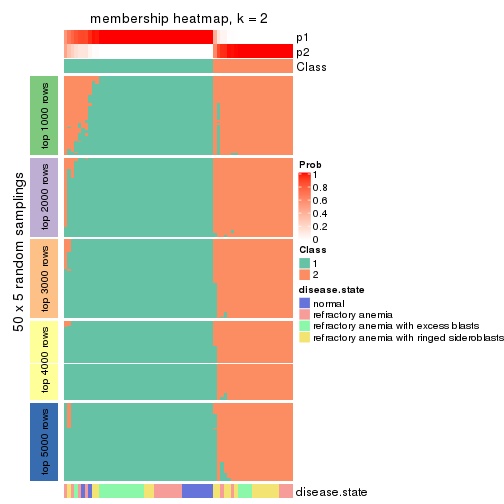 membership heatmap, k = 2
p1
p2
Class
50 x 5 random samplings
top 1000 rows
top 2000 rows
top 3000 rows
top 4000 rows
top 5000 rows
Prob
1
0.8
0.6
0.4
0.2
0
Class
1
2
disease.state
normal
refractory anemia
refractory anemia with excess blasts
refractory anemia with ringed sideroblasts
disease.state